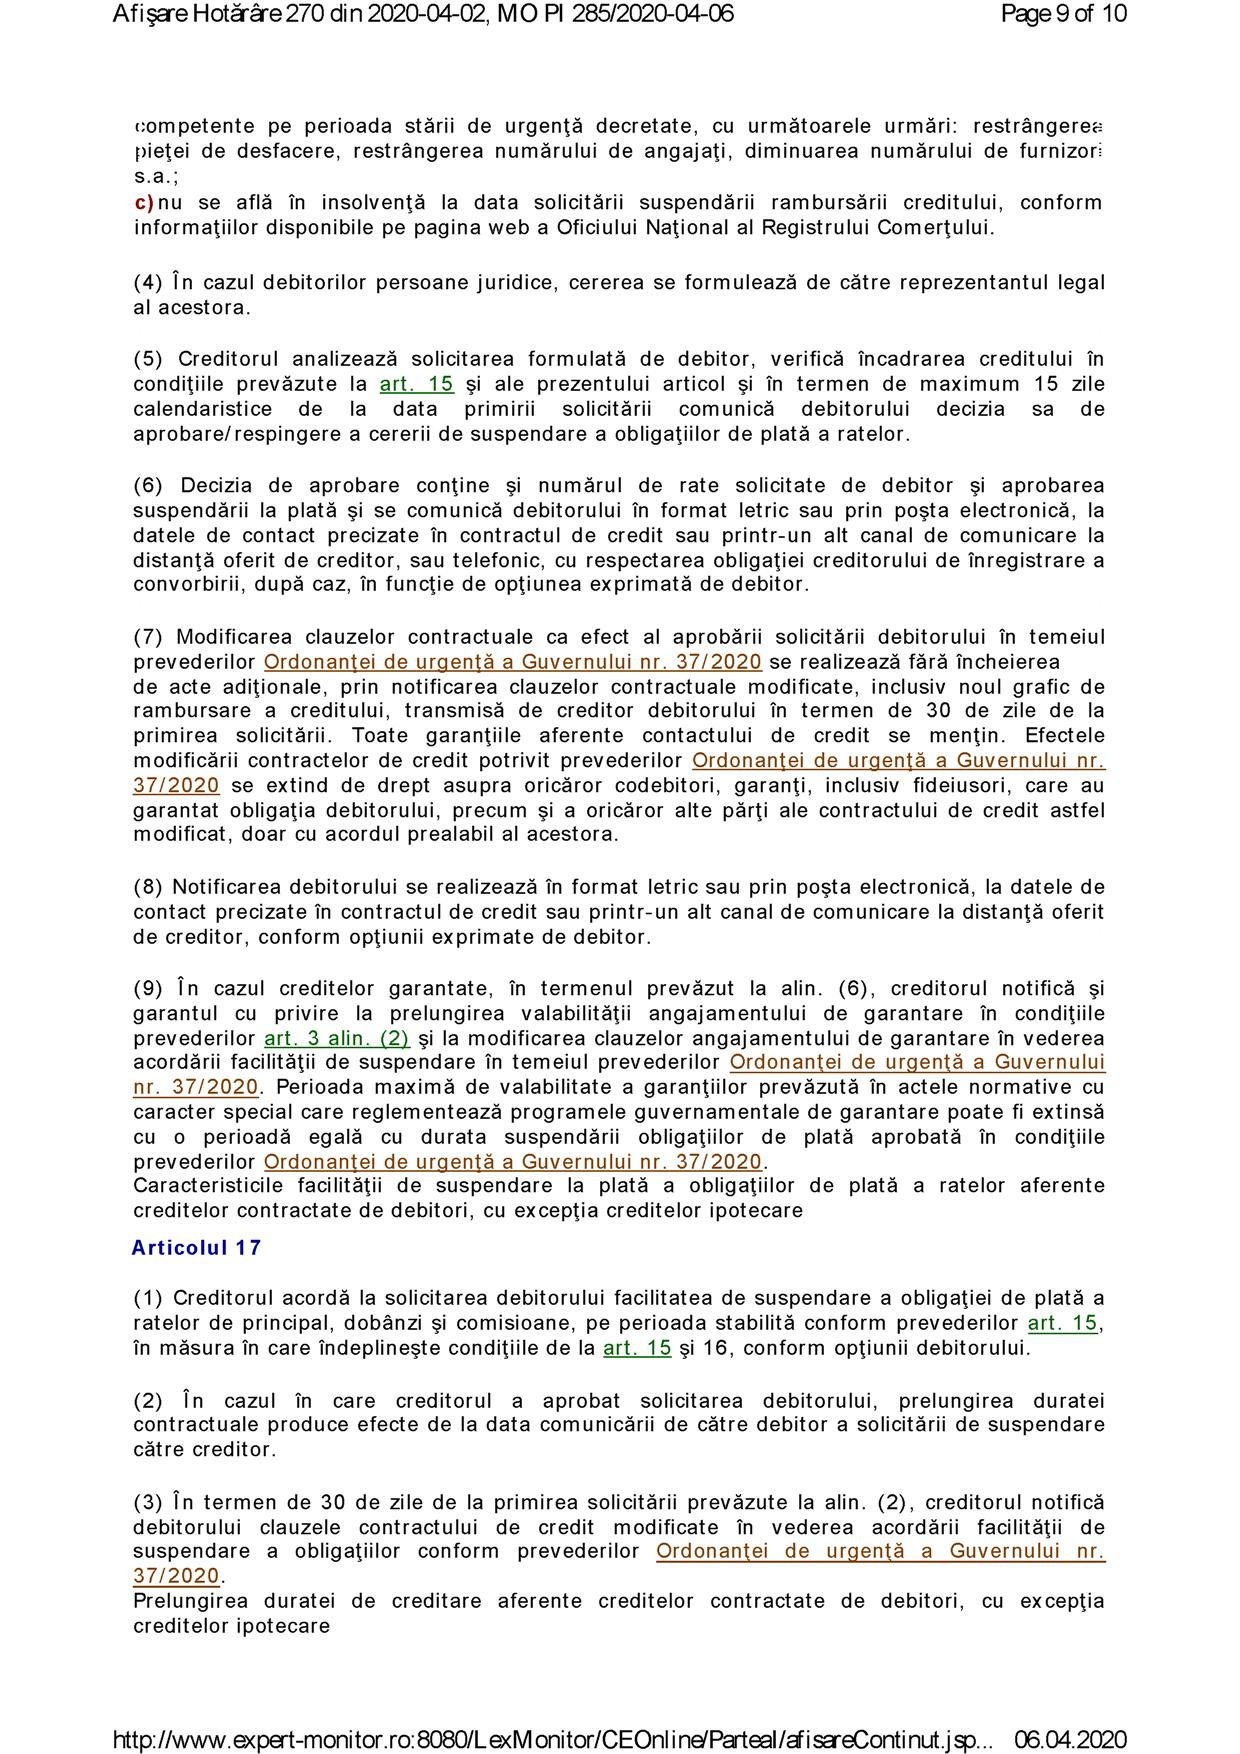 Afişare Hotărâre 270 din 2020-04-02, MO PI 285/2020-04-06 Page 9 of 10
competente pe perioada stării de urgenţă decretate, cu următoarele urmări: restrângerea
pieţei de desfacere, restrângerea numărului de angajaţi, diminuarea numărului de furnizori
s.a.;
c) nu se află în insolvenţă la data solicitării suspendării rambursării creditului, conform
informaţiilor disponibile pe pagina web a Oficiului Naţional al Registrului Comerţului.
(4) În cazul debitorilor persoane juridice, cererea se formulează de către reprezentantul legal
al acestora.
(5) Creditorul analizează solicitarea formulată de debitor, verifică încadrarea creditului în
condiţiile prevăzute la art. 15 şi ale prezentului articol şi în termen de maximum 15 zile
calendaristice de la data primirii solicitării comunică debitorului decizia sa de
aprobare/respingere a cererii de suspendare a obligaţiilor de plată a ratelor.
(6) Decizia de aprobare conţine şi numărul de rate solicitate de debitor şi aprobarea
suspendării la plată şi se comunică debitorului în format letric sau prin poşta electronică, la
datele de contact precizate în contractul de credit sau printr-un alt canal de comunicare la
distanţă oferit de creditor, sau telefonic, cu respectarea obligaţiei creditorului de înregistrare a
convorbirii, după caz, în funcţie de opţiunea exprimată de debitor.
(7) Modificarea clauzelor contractuale ca efect al aprobării solicitării debitorului în temeiul
prevederilor Ordonanţei de urgenţă a Guvernului nr. 37/2020 se realizează fără încheierea
de acte adiţionale, prin notificarea clauzelor contractuale modificate, inclusiv noul grafic de
rambursare a creditului, transmisă de creditor debitorului în termen de 30 de zile de la
primirea solicitării. Toate garanţiile aferente contactului de credit se menţin. Efectele
modificării contractelor de credit potrivit prevederilor Ordonanţei de urgenţă a Guvernului nr.
37/2020 se extind de drept asupra oricăror codebitori, garanţi, inclusiv fideiusori, care au
garantat obligaţia debitorului, precum şi a oricăror alte părţi ale contractului de credit astfel
modificat, doar cu acordul prealabil al acestora.
(8) Notificarea debitorului se realizează în format letric sau prin poşta electronică, la datele de
contact precizate în contractul de credit sau printr-un alt canal de comunicare la distanţă oferit
de creditor, conform opţiunii exprimate de debitor.
(9) În cazul creditelor garantate, în termenul prevăzut la alin. (6), creditorul notifică şi
garantul cu privire la prelungirea valabilităţii angajamentului de garantare în condiţiile
prevederilor art. 3 alin. (2) şi la modificarea clauzelor angajamentului de garantare în vederea
acordării facilităţii de suspendare în temeiul prevederilor Ordonanţei de urgenţă a Guvernului
nr. 37/2020. Perioada maximă de valabilitate a garanţiilor prevăzută în actele normative cu
caracter special care reglementează programele guvernamentale de garantare poate fi extinsă
cu o perioadă egală cu durata suspendării obligaţiilor de plată aprobată în condiţiile
prevederilor Ordonanţei de urgenţă a Guvernului nr. 37/2020.
Caracteristicile facilităţii de suspendare la plată a obligaţiilor de plată a ratelor aferente
creditelor contractate de debitori, cu excepţia creditelor ipotecare
Articolul 17
(1) Creditorul acordă la solicitarea debitorului facilitatea de suspendare a obligaţiei de plată a
ratelor de principal, dobânzi şi comisioane, pe perioada stabilită conform prevederilor art. 15,
în măsura în care îndeplineşte condiţiile de la art. 15 şi 16, conform opţiunii debitorului.
(2) În cazul în care creditorul a aprobat solicitarea debitorului, prelungirea duratei
contractuale produce efecte de la data comunicării de către debitor a solicitării de suspendare
către creditor.
(3) În termen de 30 de zile de la primirea solicitării prevăzute la alin. (2), creditorul notifică
debitorului clauzele contractului de credit modificate în vederea acordării facilităţii de
suspendare a obligaţiilor conform prevederilor Ordonanţei de urgenţă a Guvernului nr.
37/2020.
Prelungirea duratei de creditare aferente creditelor contractate de debitori, cu excepţia
creditelor ipotecare
http://www.expert-monitor.ro:8080/LexMonitor/CEOnline/ParteaI/afisareContinut.jsp... 06.04.2020